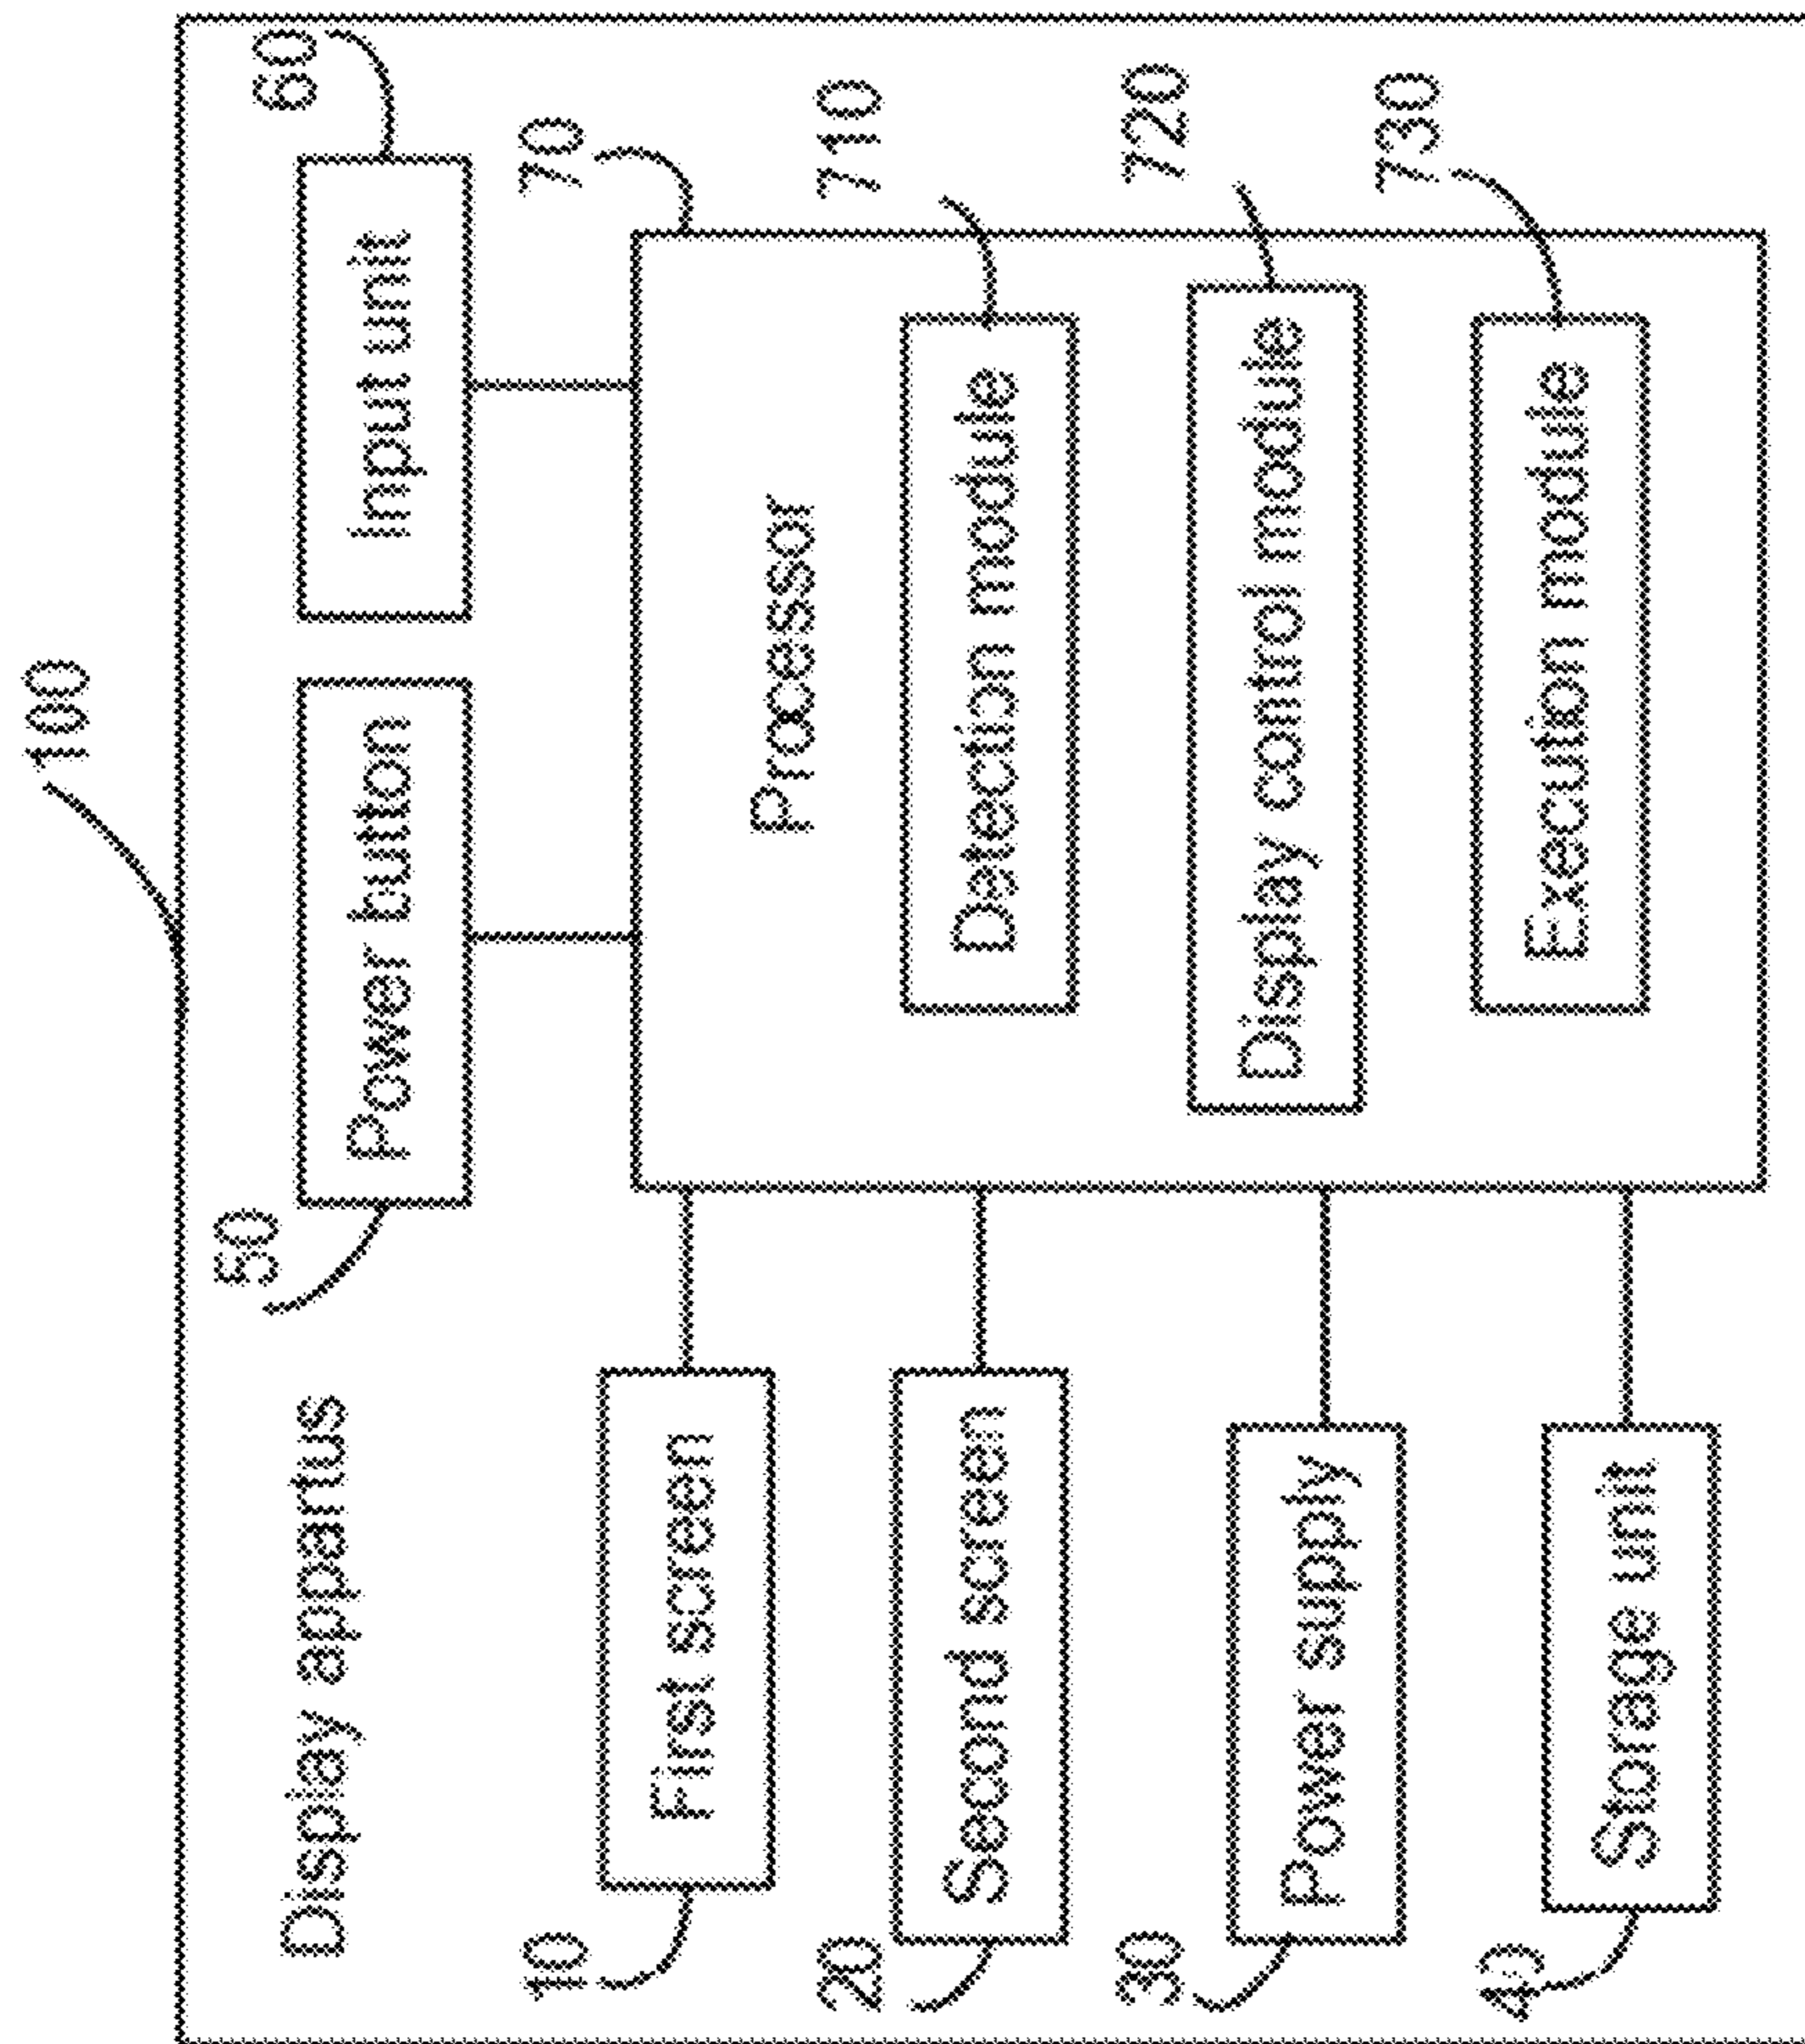 100
Display appartus
50
Power button
Input unit
60
10
First screen
20
Second screen
30
Power supply
40
Storage unit
70
Processor
Detection module
710
Display control module
720
Execution module
730